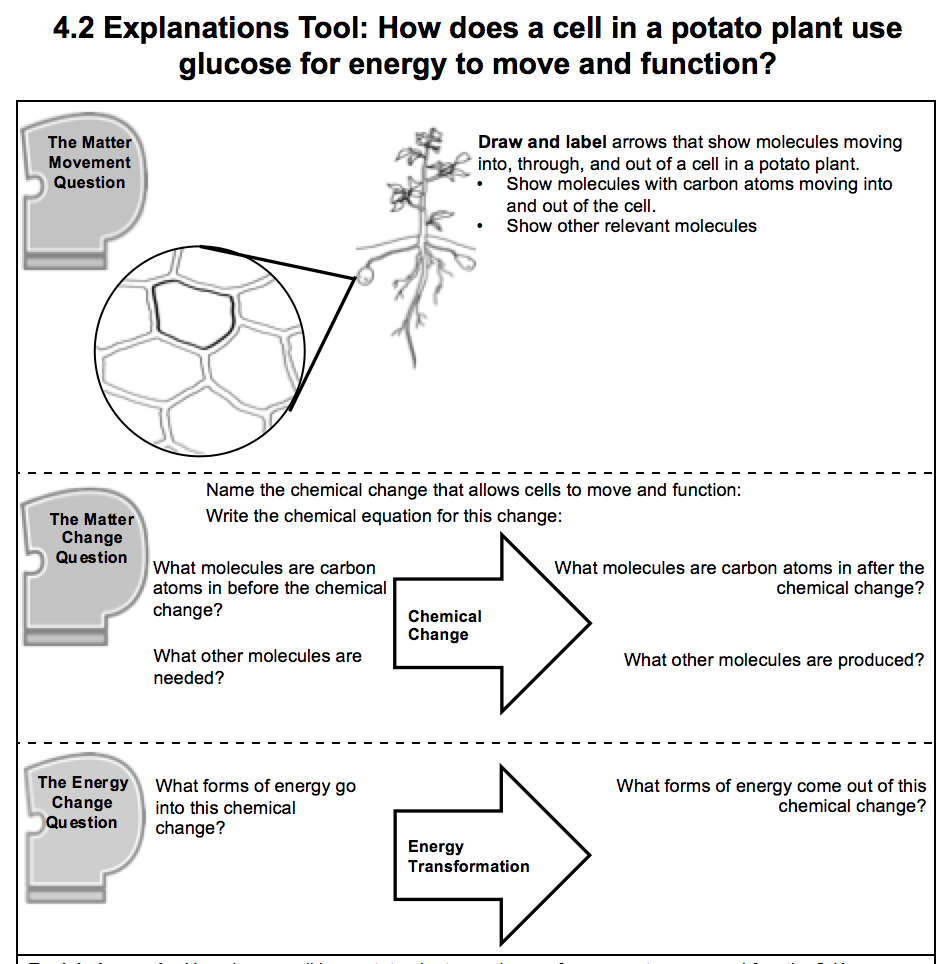 4.2 Explanations Tool: How does a cell in a potato plant use
glucose for energy to move and function?
The Matter
Movement
Question
Draw and label arrows that show molecules moving
into, through, and out of a cell in a potato plant.
• Show molecules with carbon atoms moving into
and out of the cell.
• Show other relevant molecules
The Matter
Change
Question
Name the chemical change that allows cells to move and function:
Write the chemical equation for this change:
What molecules are carbon
atoms in before the chemical
change?
What other molecules are
needed?
Chemical
Change
What molecules are carbon atoms in after the
chemical change?
What other molecules are produced?
The Energy
Change
Question
What forms of energy go
into this chemical
change?
Energy
Transformation
What forms of energy come out of this
chemical change?